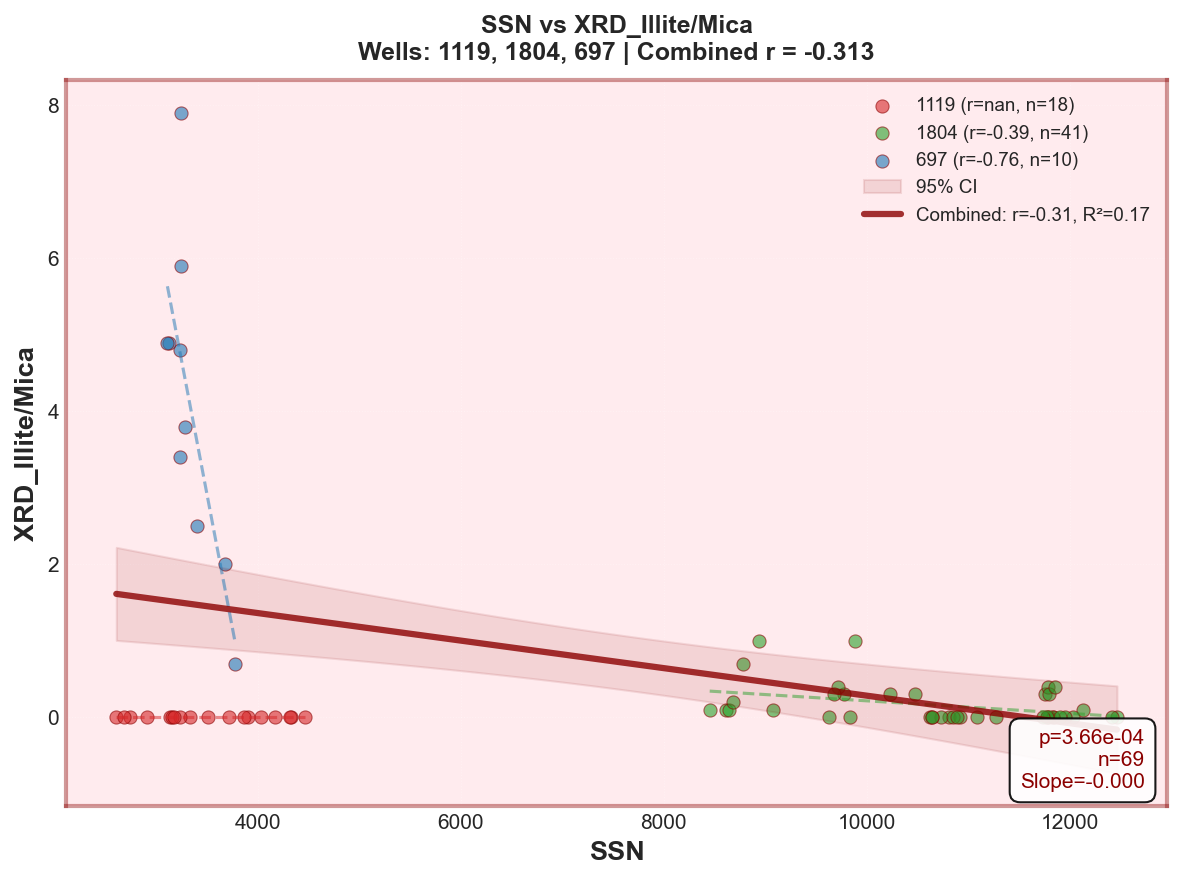 SSN vs XRD_Illite/Mica
Wells: 1119, 1804, 697 | Combined r = -0.313
1119 (r=nan, n=18)
1804 (r=-0.39, n=41)
697 (r=-0.76, n=10)
95% CI
Combined: r=-0.31, R²=0.17
XRD_Illite/Mica
8
6
4
2
0
p=3.66e-04
n=69
Slope=-0.000
4000
6000
8000
10000
12000
SSN